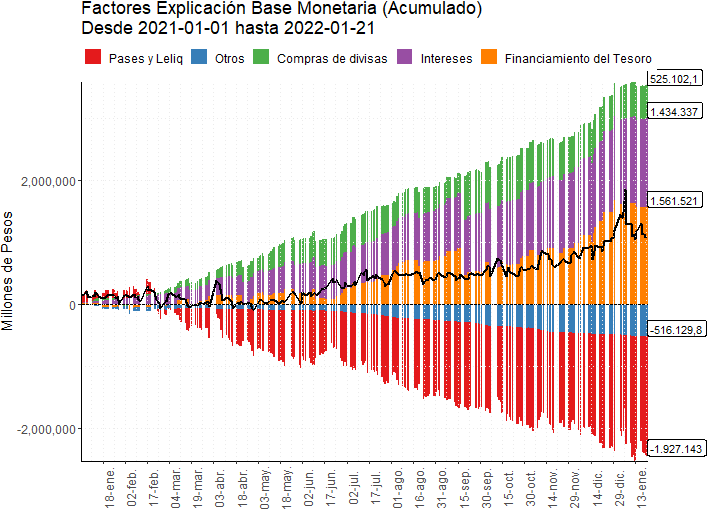 Factores Explicación Base Monetaria (Acumulado)
Desde 2021-01-01 hasta 2022-01-21
Pases y Leliq Otros Compras de divisas Intereses Financiamiento del Tesoro
Millones de Pesos
2,000,000
0
-2,000,000
525.102,1
1.434.337
1.561.521
-516.129,8
-1.927.143
18-ene.
02-feb.
17-feb.
04-mar.
19-mar.
03-abr.
18-abr.
03-may.
18-may.
02-jun.
17-jun.
02-jul.
17-jul.
01-ago.
16-ago.
31-ago.
15-sep.
30-sep.
15-oct.
30-oct.
14-nov.
29-nov.
14-dic.
29-dic.
13-ene.